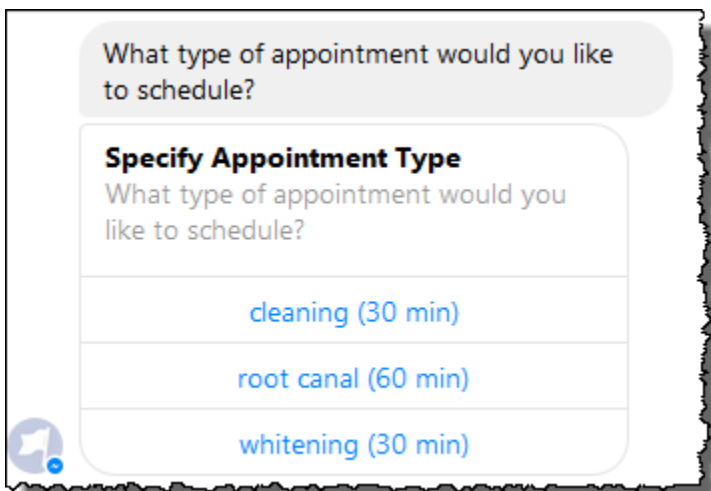 What type of appointment would you like
to schedule?
Specify Appointment Type
What type of appointment would you
like to schedule?
cleaning (30 min)
root canal (60 min)
whitening (30 min)